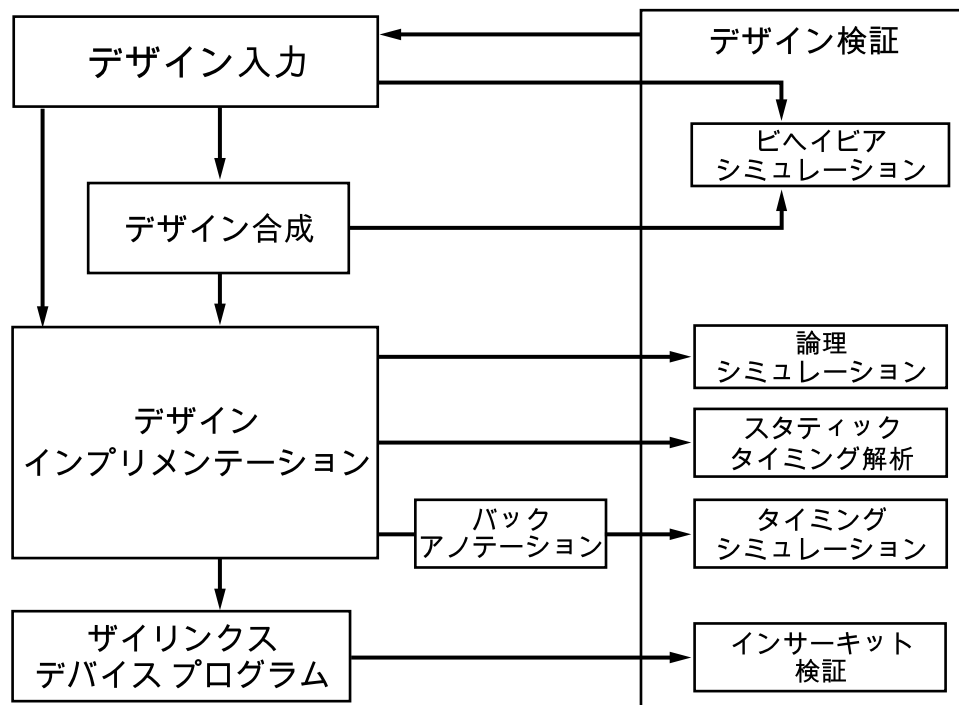 デザイン入力
デザイン検証
ビヘイビア
シミュレーション
デザイン合成
論理
シミュレーション
デザイン
インプリメンテーション
スタティック
タイミング解析
バック
アノテーション
タイミング
シミュレーション
ザイリンクス
デバイス プログラム
インサーキット
検証